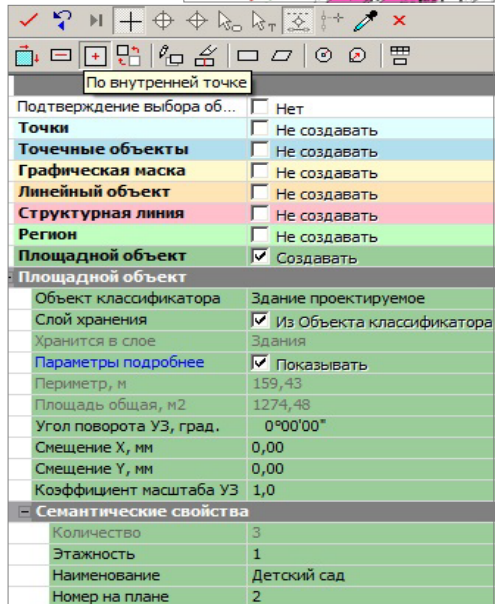 По внутренней точке
Подтверждение выбора об... Нет
Точки Не создавать
Точечные объекты Не создавать
Графическая маска Не создавать
Линейный объект Не создавать
Структурная линия Не создавать
Регион Не создавать
Площадной объект Создавать
Площадной объект
Объект классификатора Здание проектируемое
Слой хранения Из Объекта классификатора
Хранится в слое Здания
Параметры подробнее Показывать
Периметр, м 159,43
Площадь общая, м2 1274,48
Угол поворота УЗ, град. 0°00'00"
Смещение X, мм 0,00
Смещение Y, мм 0,00
Коэффициент масштаба УЗ 1,0
Семантические свойства
Количество 3
Этажность 1
Наименование Детский сад
Номер на плане 2